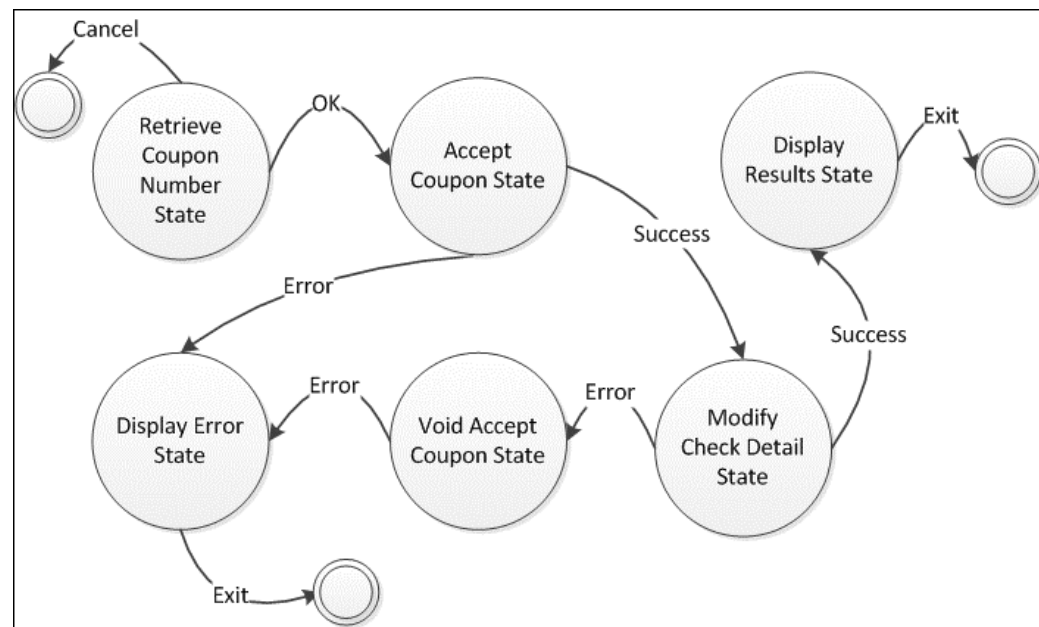 Cancel
Retrieve
Coupon
Number
State
OK
Accept
Coupon State
Display
Results State
Exit
Success
Error
Success
Display Error
State
Error
Void Accept
Coupon State
Error
Modify
Check Detail
State
Exit